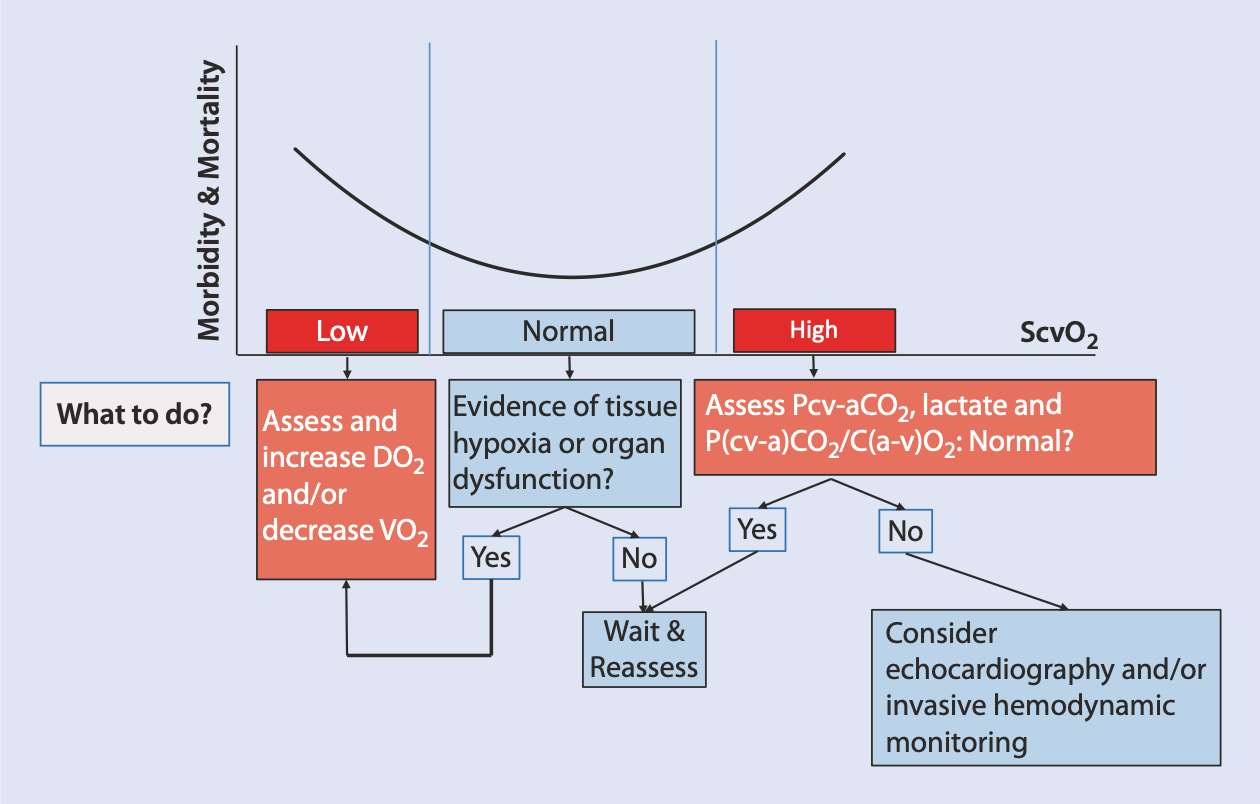 Morbidity & Mortality
Low
Normal
High
ScvO₂
What to do?
Assess and
increase DO₂
and/or
decrease VO₂
Evidence of tissue
hypoxia or organ
dysfunction?
Assess Pcv-aCO₂, lactate and
P(cv-a)CO₂/C(a-v)O₂: Normal?
Yes
No
Yes
No
Wait &
Reassess
Consider
echocardiography and/or
invasive hemodynamic
monitoring